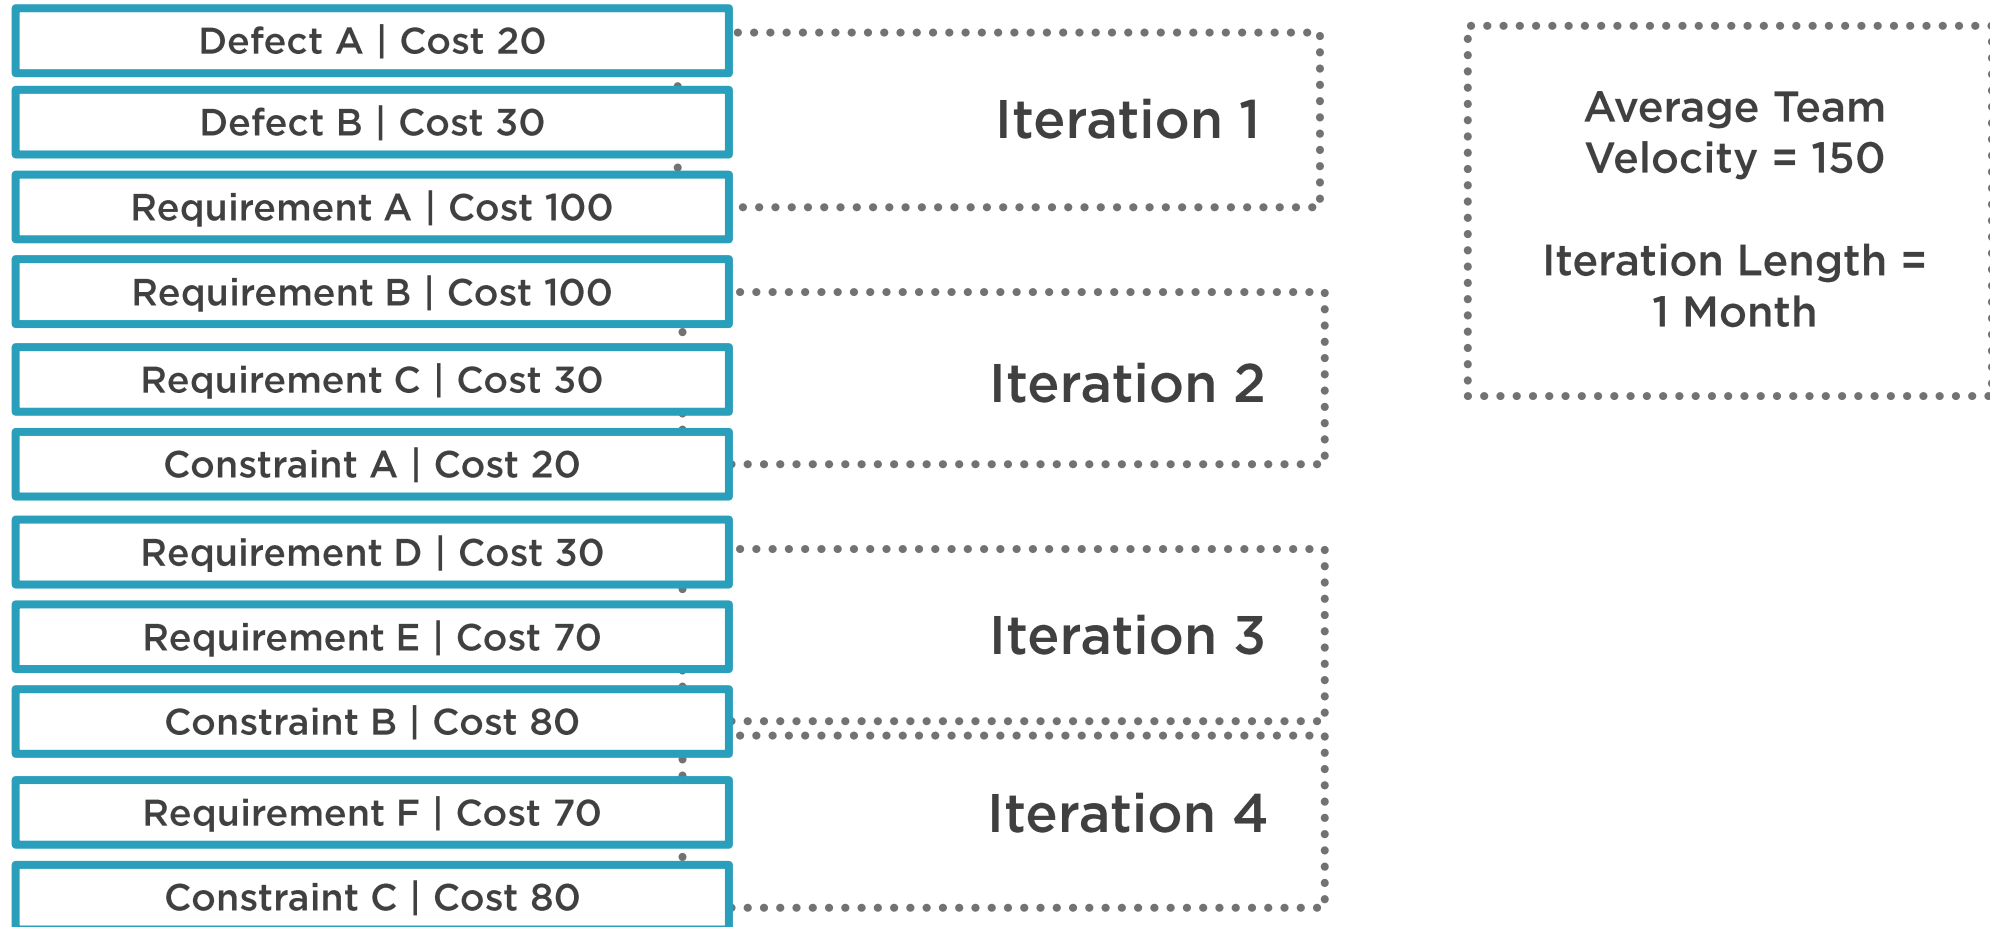 Defect A | Cost 20
Defect B | Cost 30
Requirement A | Cost 100
Requirement B | Cost 100
Requirement C | Cost 30
Constraint A | Cost 20
Requirement D | Cost 30
Requirement E | Cost 70
Constraint B | Cost 80
Requirement F | Cost 70
Constraint C | Cost 80
Iteration 1
Iteration 2
Iteration 3
Iteration 4
Average Team
Velocity = 150
Iteration Length =
1 Month